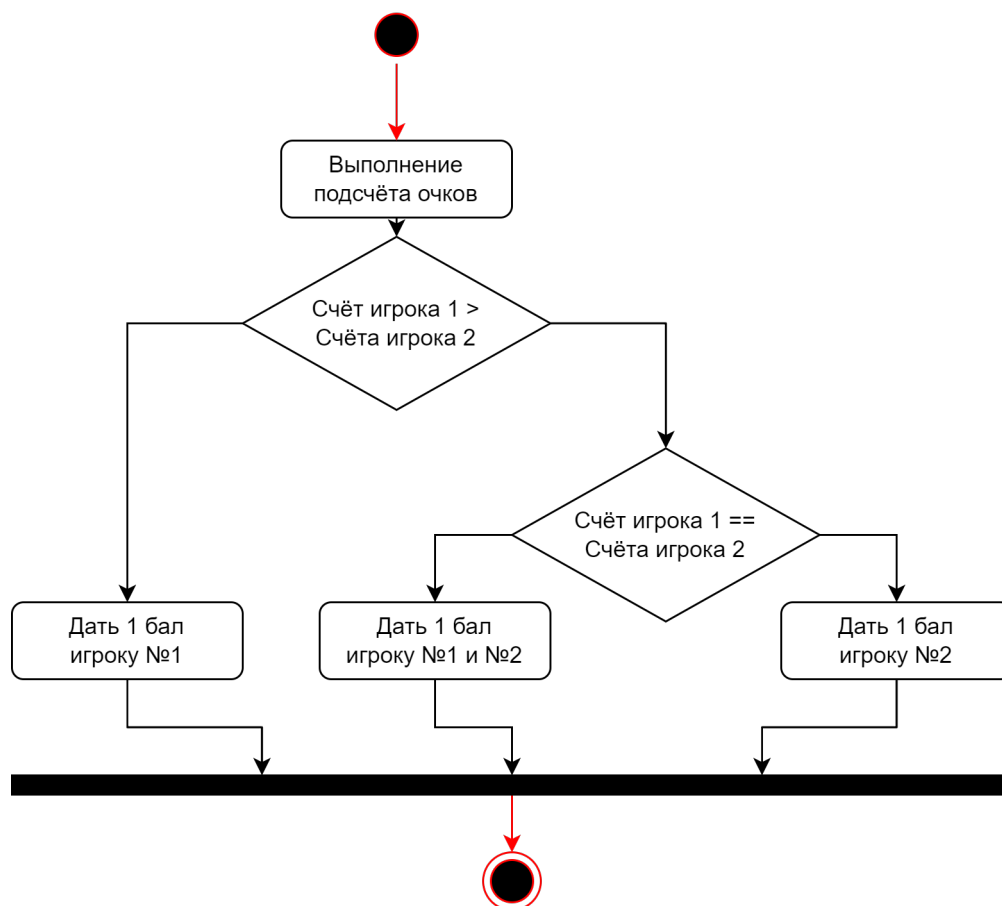 Выполнение
подсчёта очков
Счёт игрока 1 >
Счёта игрока 2
Счёт игрока 1 ==
Счёта игрока 2
Дать 1 бал
игроку №1
Дать 1 бал
игроку №1 и №2
Дать 1 бал
игроку №2